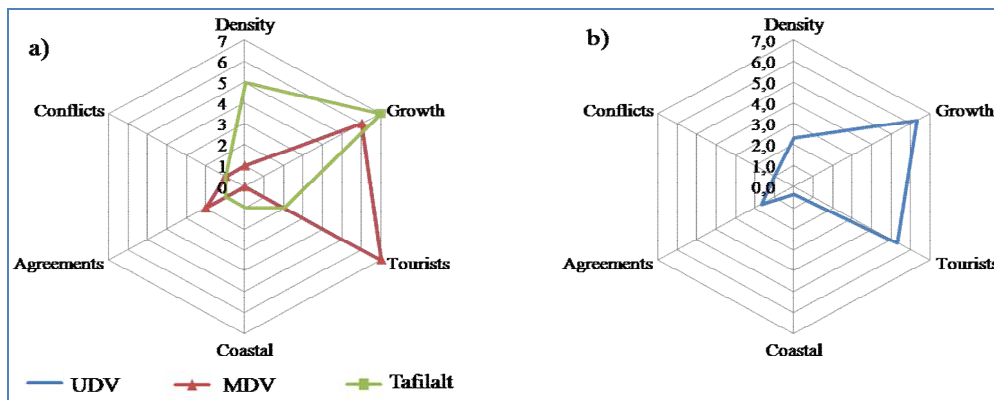 a)
Density
7
6
5
4
3
2
1
0
Growth
Tourists
Coastal
Agreements
Conflicts
UDV
MDV
Tafilalt
b)
Density
7,0
6,0
5,0
4,0
3,0
2,0
1,0
0,0
Growth
Tourists
Coastal
Agreements
Conflicts